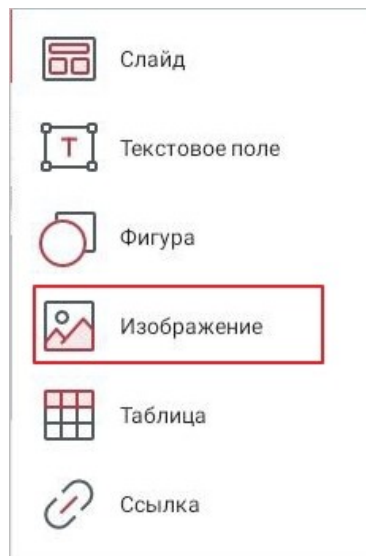 Слайд
Текстовое поле
Фигура
Изображение
Таблица
Ссылка